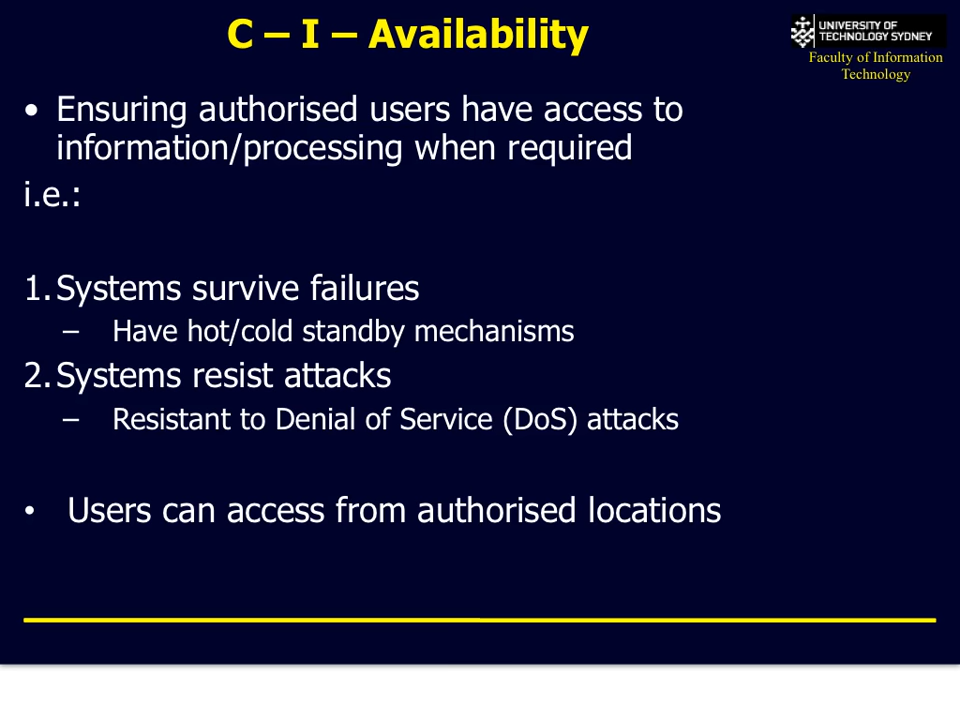 C – I – Availability
UNIVERSITY OF
TECHNOLOGY SYDNEY
Faculty of Information
Technology
• Ensuring authorised users have access to
information/processing when required
i.e.:
1. Systems survive failures
– Have hot/cold standby mechanisms
2. Systems resist attacks
– Resistant to Denial of Service (DoS) attacks
• Users can access from authorised locations